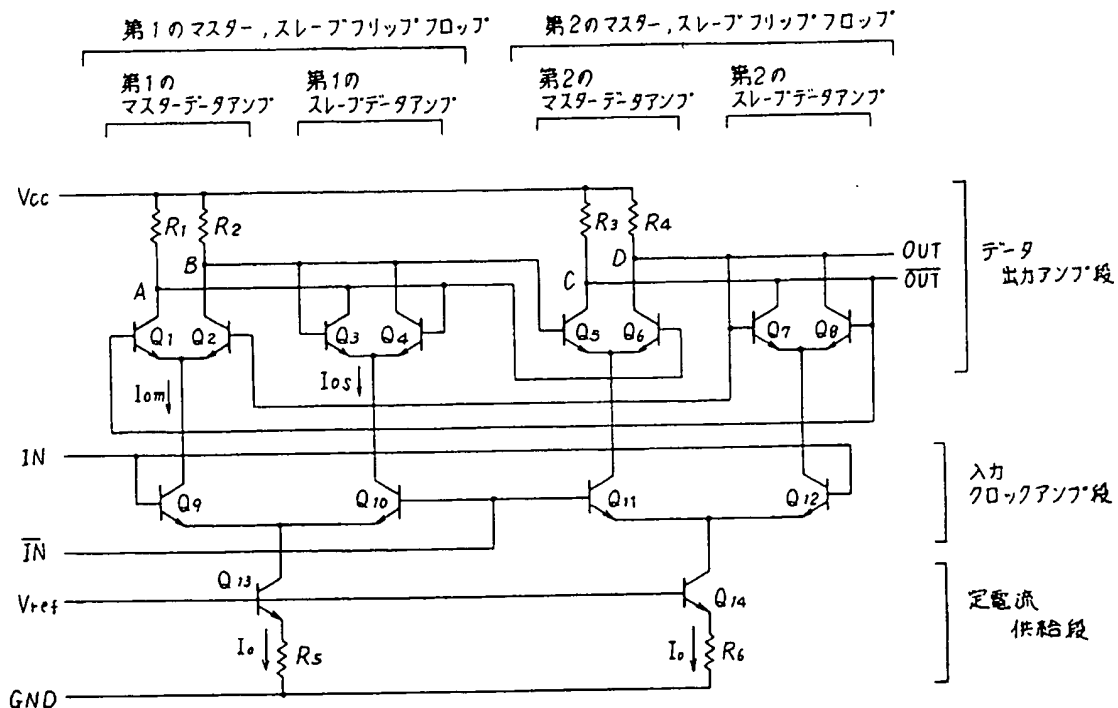 第1のマスター,スレーブフリップフロップ
第2のマスター,スレーブフリップフロップ
第1の
マスターデータアンプ
第1の
スレーブデータアンプ
第2の
マスターデータアンプ
第2の
スレーブデータアンプ
Vcc
R1
R2
R3
R4
A
B
C
D
OUT
OUT
データ
出力アンプ段
Q1
Q2
Q3
Q4
Q5
Q6
Q7
Q8
Iom
Ios
IN
Q9
Q10
Q11
Q12
入力
クロックアンプ段
IN
Q13
Vref
Q14
定電流
供給段
Io
R5
Io
R6
GND